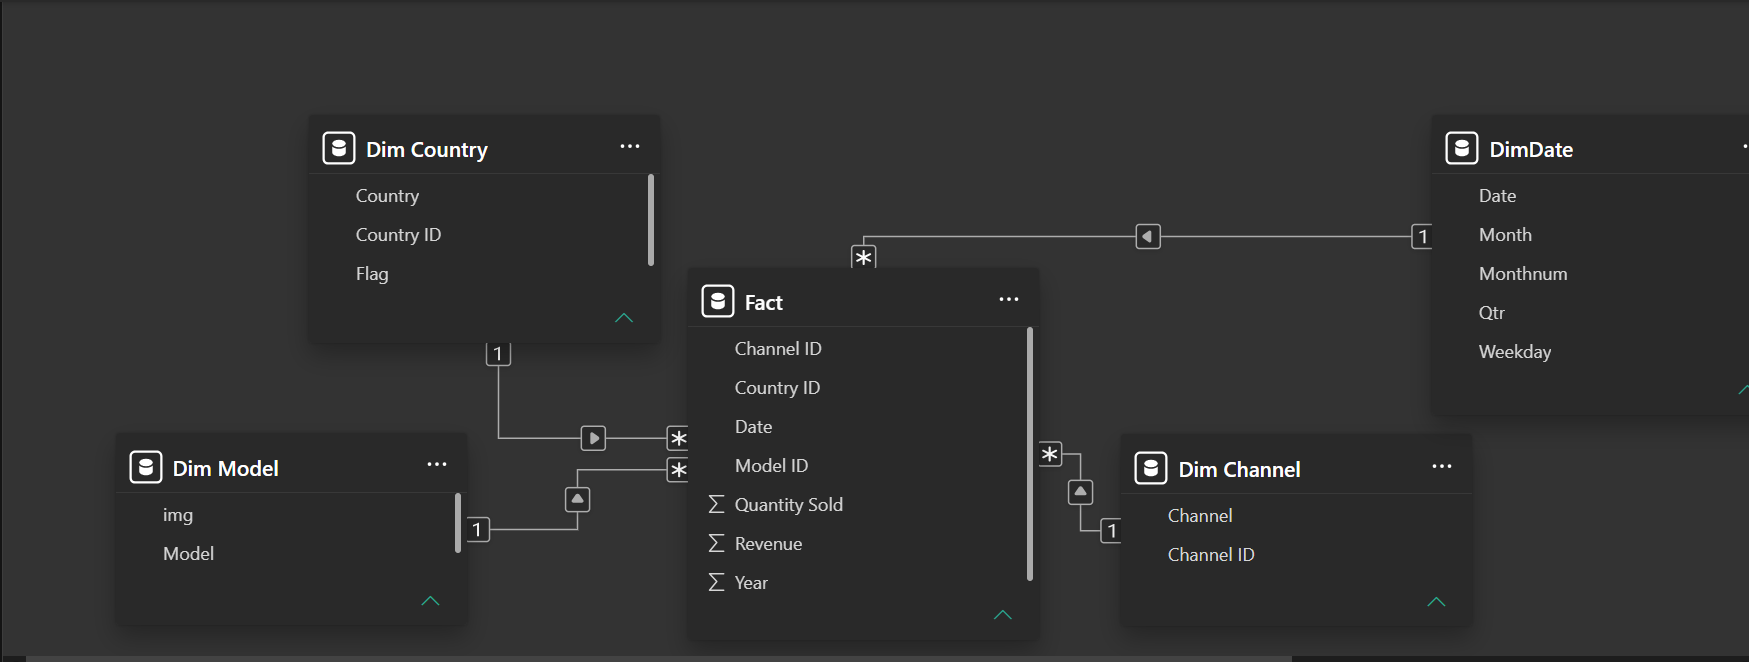 Dim Country
Country
Country ID
Flag
1
DimDate
Date
Month
Monthnum
Qtr
Weekday
1
*
Fact
Channel ID
Country ID
Date
Model ID
∑ Quantity Sold
∑ Revenue
∑ Year
*
*
*
Dim Model
img
Model
1
Dim Channel
Channel
Channel ID
1